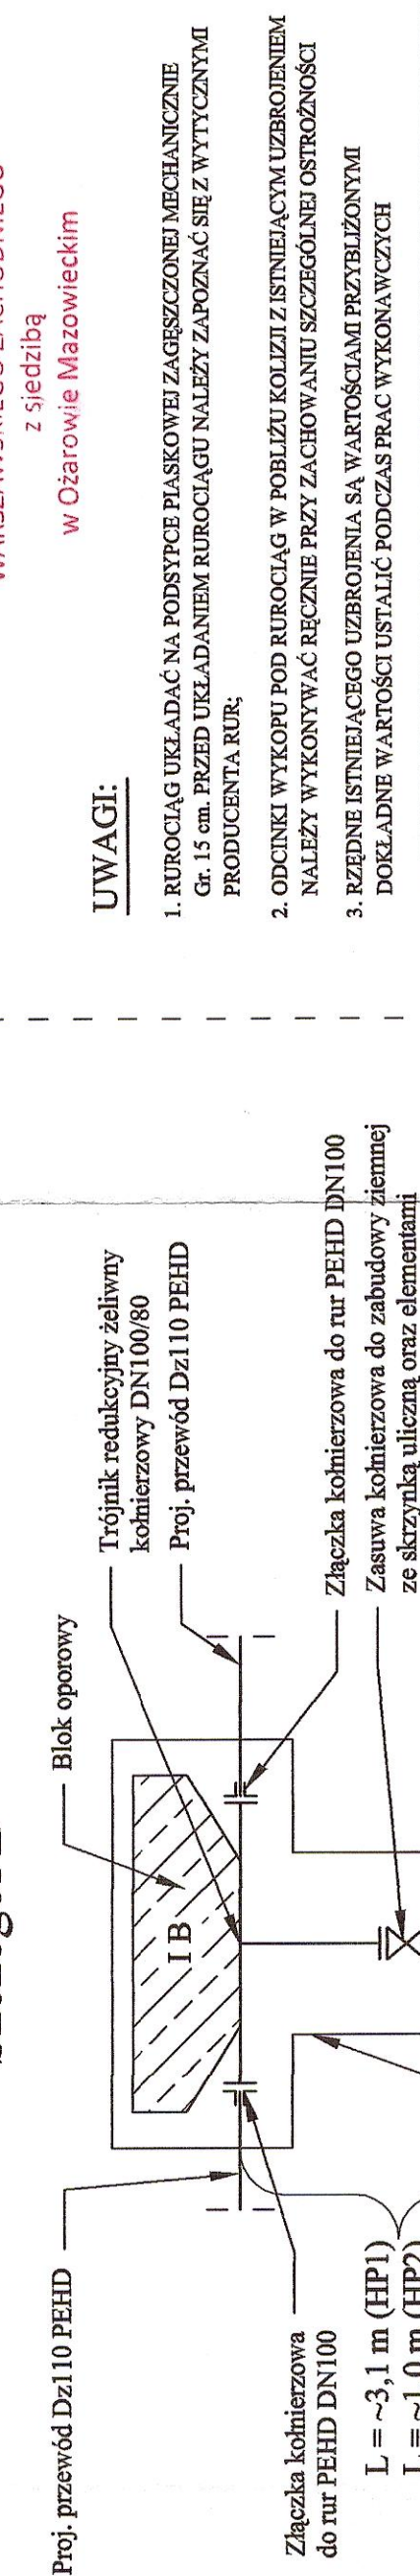 z siedzibą
w Ożarowie Mazowieckim
UWAGI:
1. RUROCIĄG UKŁADAĆ NA PODSYPCE PIASKOWEJ ZAGĘSZCZONEJ MECHANICZNIE
Gr. 15 cm. PRZED UKŁADANIEM RUROCIĄGU NALEŻY ZAPOZNAĆ SIĘ Z WYTYCZNYMI
PRODUCENTA RUR;
2. ODCINKI WYKOPU POD RUROCIĄG W POBLIŻU KOLIZJI Z ISTNIEJĄCYM UZBROJENIEM
NALEŻY WYKONYWAĆ RĘCZNIE PRZY ZACHOWANIU SZCZEGÓLNEJ OSTROŻNOŚCI
3. RZĘDNE ISTNIEJĄCEGO UZBROJENIA SĄ WARTOŚCIAMI PRZYBLIŻONYMI
DOKŁADNE WARTOŚCI USTALIĆ PODCZAS PRAC WYKONAWCZYCH
Proj. przewód Dz110 PEHD
Blok oporowy
Trójnik redukcyjny żeliwny
kołnierzowy DN100/80
Proj. przewód Dz110 PEHD
I B
Złączka kołnierzowa
do rur PEHD DN100
Złączka kołnierzowa do rur PEHD DN100
Zasuwa kołnierzowa do zabudowy ziemnej
ze skrzynką uliczną oraz elementami
L = ~3,1 m (HP1)
L = ~1,0 m (HP2)